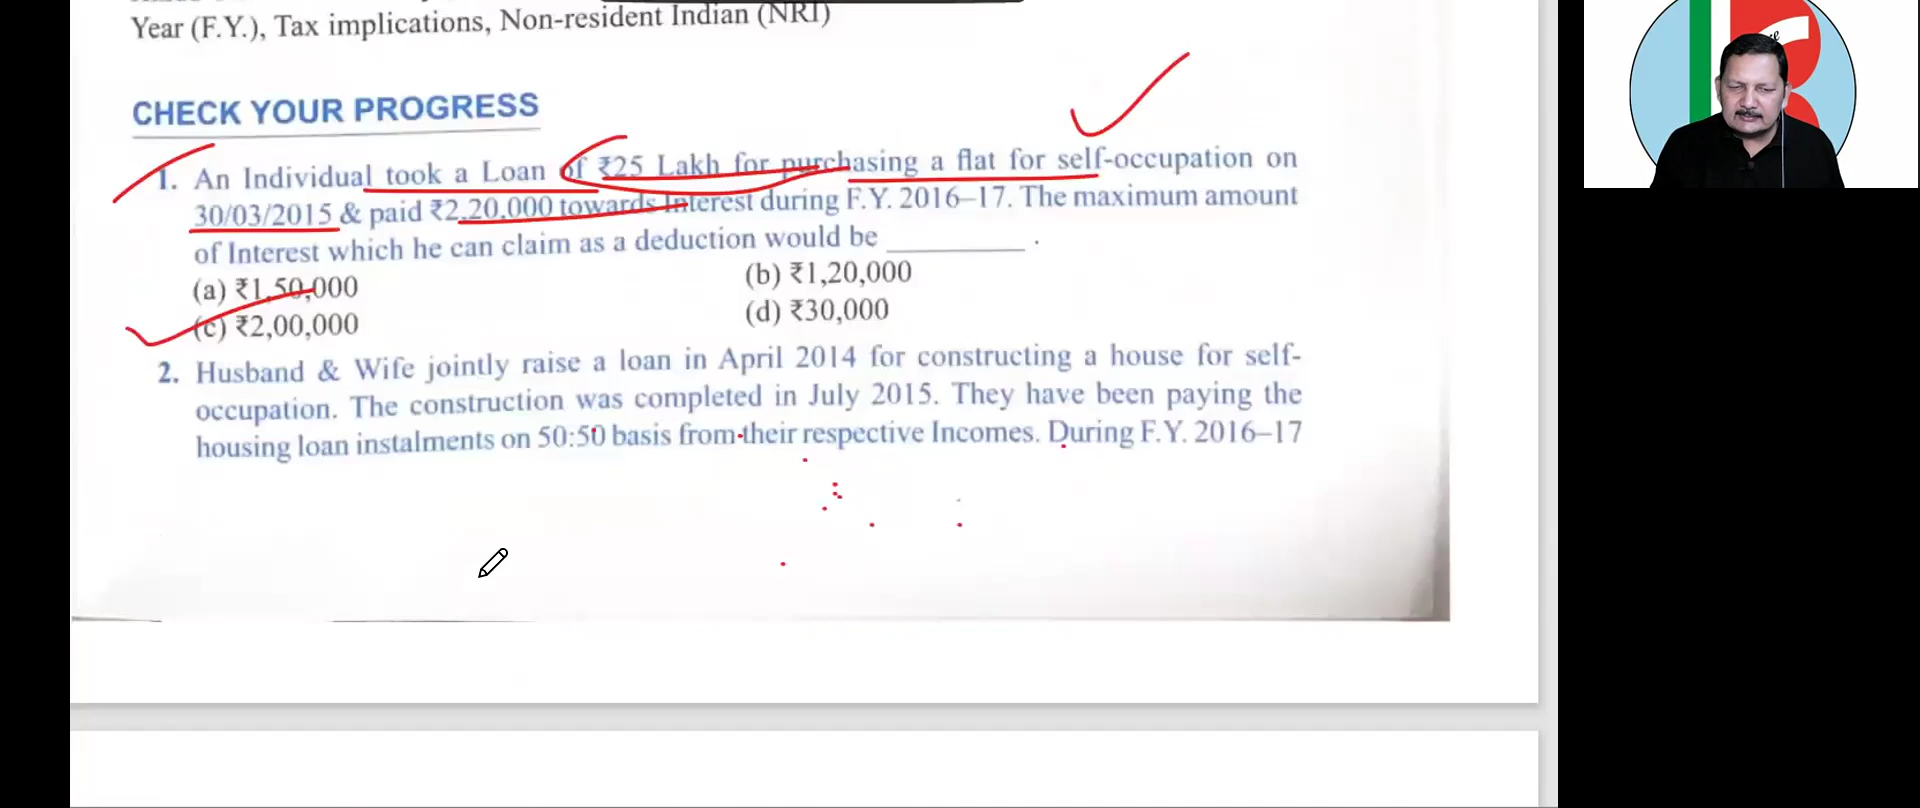 Year (F.Y.), Tax implications, Non-resident Indian (NRI)
CHECK YOUR PROGRESS
1. An Individual took a Loan of ₹25 Lakh for purchasing a flat for self-occupation on
30/03/2015 & paid ₹2,20,000 towards Interest during F.Y. 2016–17. The maximum amount
of Interest which he can claim as a deduction would be ____________ .
(a) ₹1,50,000 (b) ₹1,20,000
(c) ₹2,00,000 (d) ₹30,000
2. Husband & Wife jointly raise a loan in April 2014 for constructing a house for self-
occupation. The construction was completed in July 2015. They have been paying the
housing loan instalments on 50:50 basis from their respective Incomes. During F.Y. 2016–17